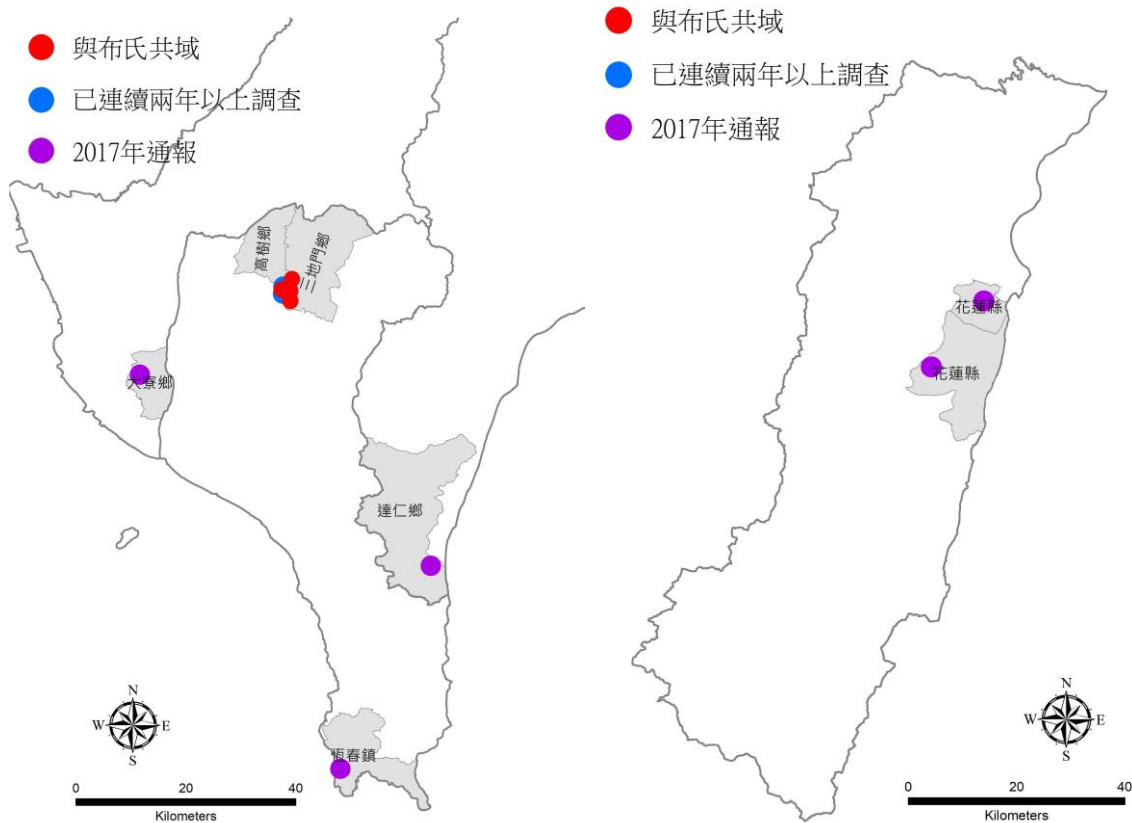 與布氏共域
已連續兩年以上調查
2017年通報
高樹鄉
三地門鄉
大寮鄉
達仁鄉
恆春鎮
N
W
E
S
0
20
40
Kilometers
與布氏共域
已連續兩年以上調查
2017年通報
花蓮縣
花蓮縣
N
W
E
S
0
20
40
Kilometers